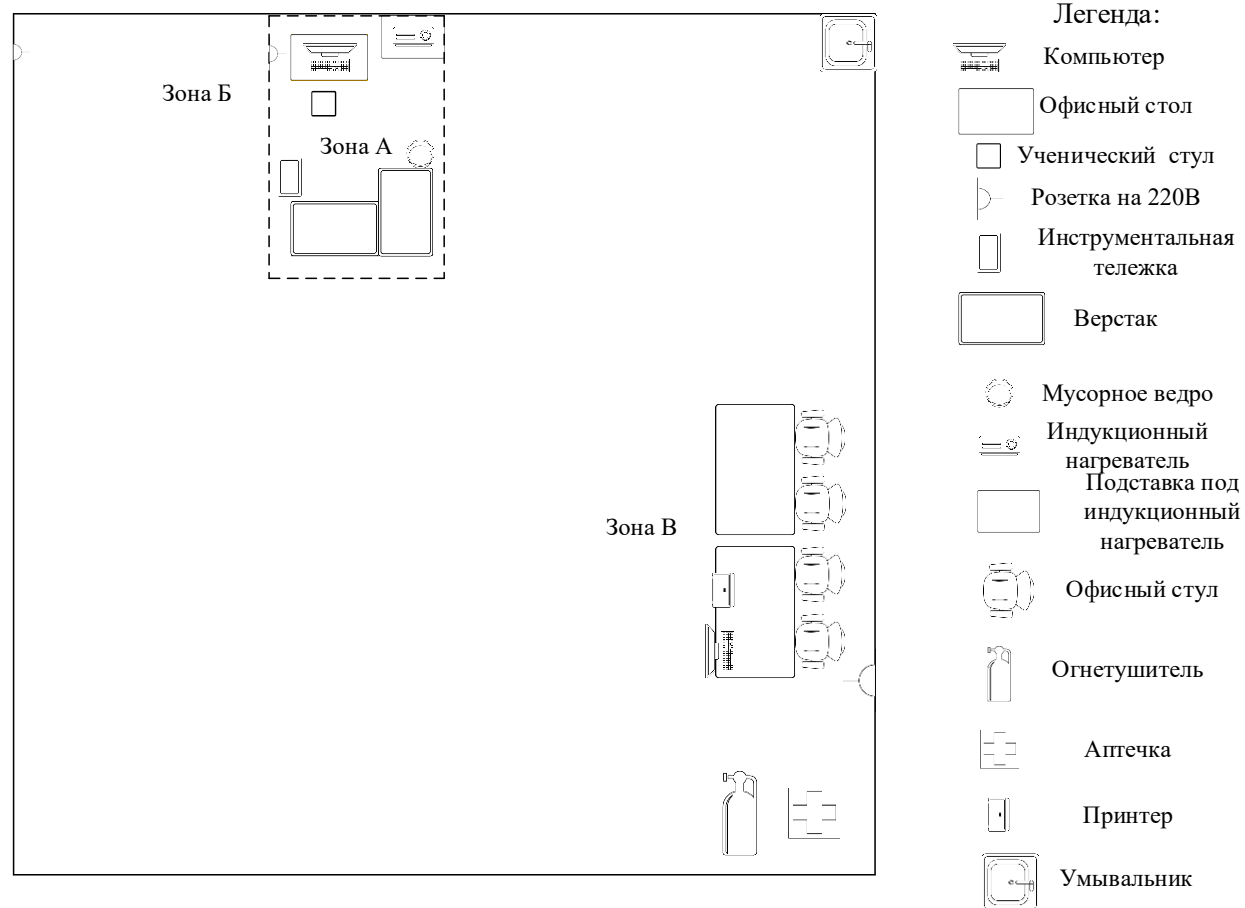 Зона Б
Зона А
Зона В
Легенда:
Компьютер
Офисный стол
Ученический стул
Розетка на 220В
Инструментальная
тележка
Верстак
Мусорное ведро
Индукционный
нагреватель
Подставка под
индукционный
нагреватель
Офисный стул
Огнетушитель
Аптечка
Принтер
Умывальник